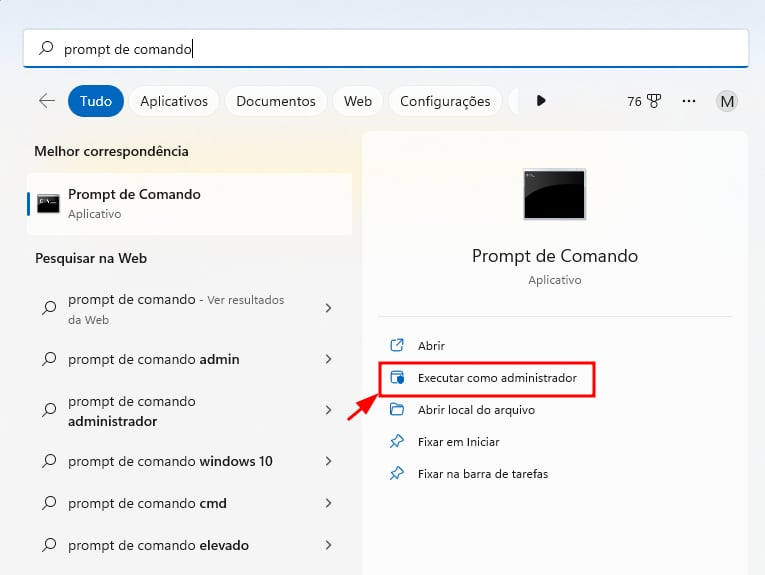 prompt de comando
Tudo
Aplicativos
Documentos
Web
Configurações
76
M
Melhor correspondência
Prompt de Comando
Aplicativo
Pesquisar na Web
prompt de comando - Ver resultados
da Web
prompt de comando admin
prompt de comando
administrador
prompt de comando windows 10
prompt de comando cmd
prompt de comando elevado
Prompt de Comando
Aplicativo
Abrir
Executar como administrador
Abrir local do arquivo
Fixar em Iniciar
Fixar na barra de tarefas